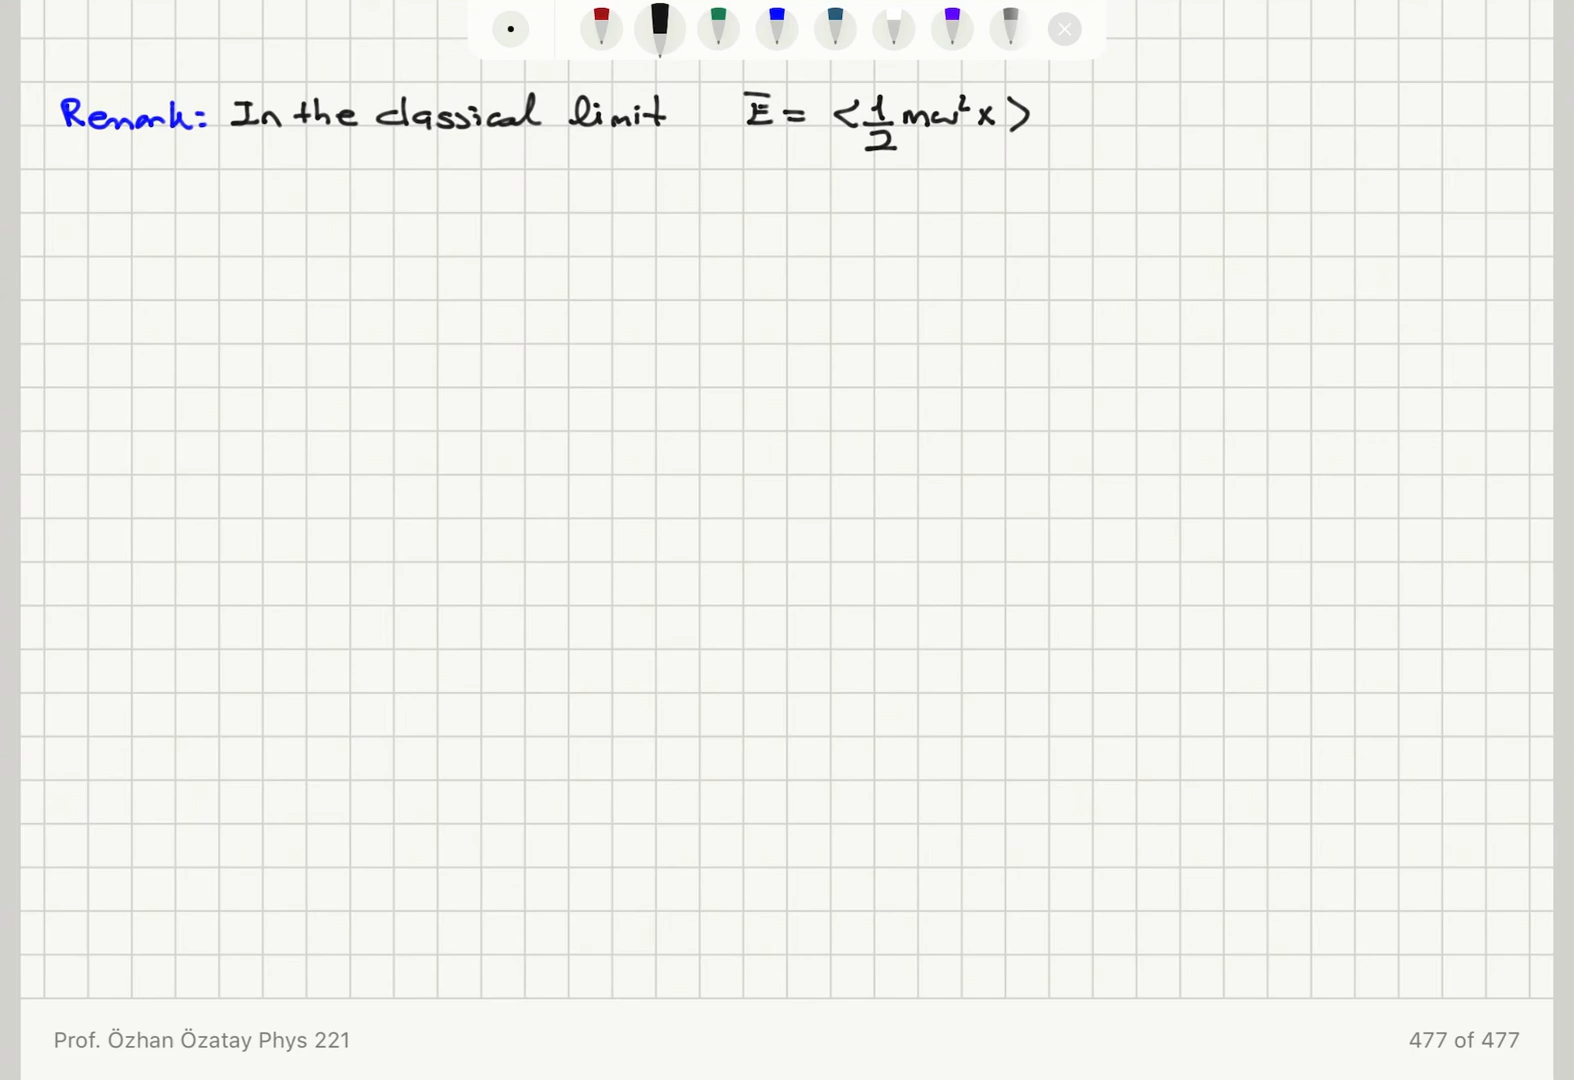 Remark: In the classical limit E̅ = <1/2 mω²x>
Prof. Özhan Özatay Phys 221
477 of 477